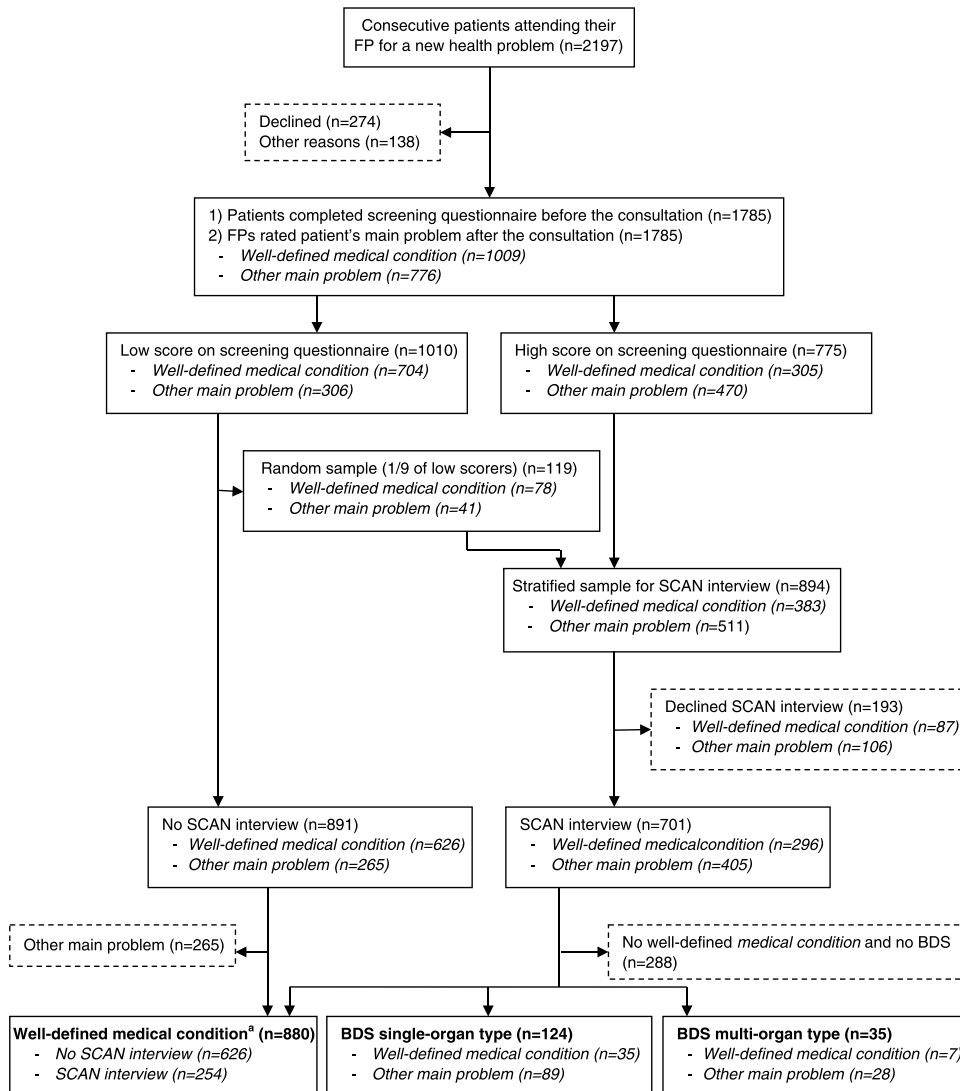 Consecutive patients attending their
FP for a new health problem (n=2197)
Declined (n=274)
Other reasons (n=138)
1) Patients completed screening questionnaire before the consultation (n=1785)
2) FPs rated patient's main problem after the consultation (n=1785)
- Well-defined medical condition (n=1009)
- Other main problem (n=776)
Low score on screening questionnaire (n=1010)
- Well-defined medical condition (n=704)
- Other main problem (n=306)
High score on screening questionnaire (n=775)
- Well-defined medical condition (n=305)
- Other main problem (n=470)
Random sample (1/9 of low scorers) (n=119)
- Well-defined medical condition (n=78)
- Other main problem (n=41)
Stratified sample for SCAN interview (n=894)
- Well-defined medical condition (n=383)
- Other main problem (n=511)
Declined SCAN interview (n=193)
- Well-defined medical condition (n=87)
- Other main problem (n=106)
No SCAN interview (n=891)
- Well-defined medical condition (n=626)
- Other main problem (n=265)
SCAN interview (n=701)
- Well-defined medicalcondition (n=296)
- Other main problem (n=405)
Other main problem (n=265)
No well-defined medical condition and no BDS
(n=288)
Well-defined medical conditionᵃ (n=880)
- No SCAN interview (n=626)
- SCAN interview (n=254)
BDS single-organ type (n=124)
- Well-defined medical condition (n=35)
- Other main problem (n=89)
BDS multi-organ type (n=35)
- Well-defined medical condition (n=7)
- Other main problem (n=28)